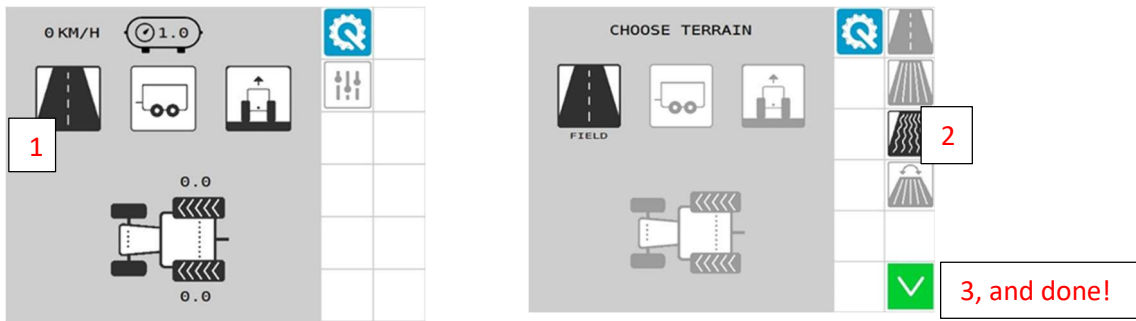 0 KM/H 1.0
1
0.0
0.0
CHOOSE TERRAIN
FIELD
2
3, and done!